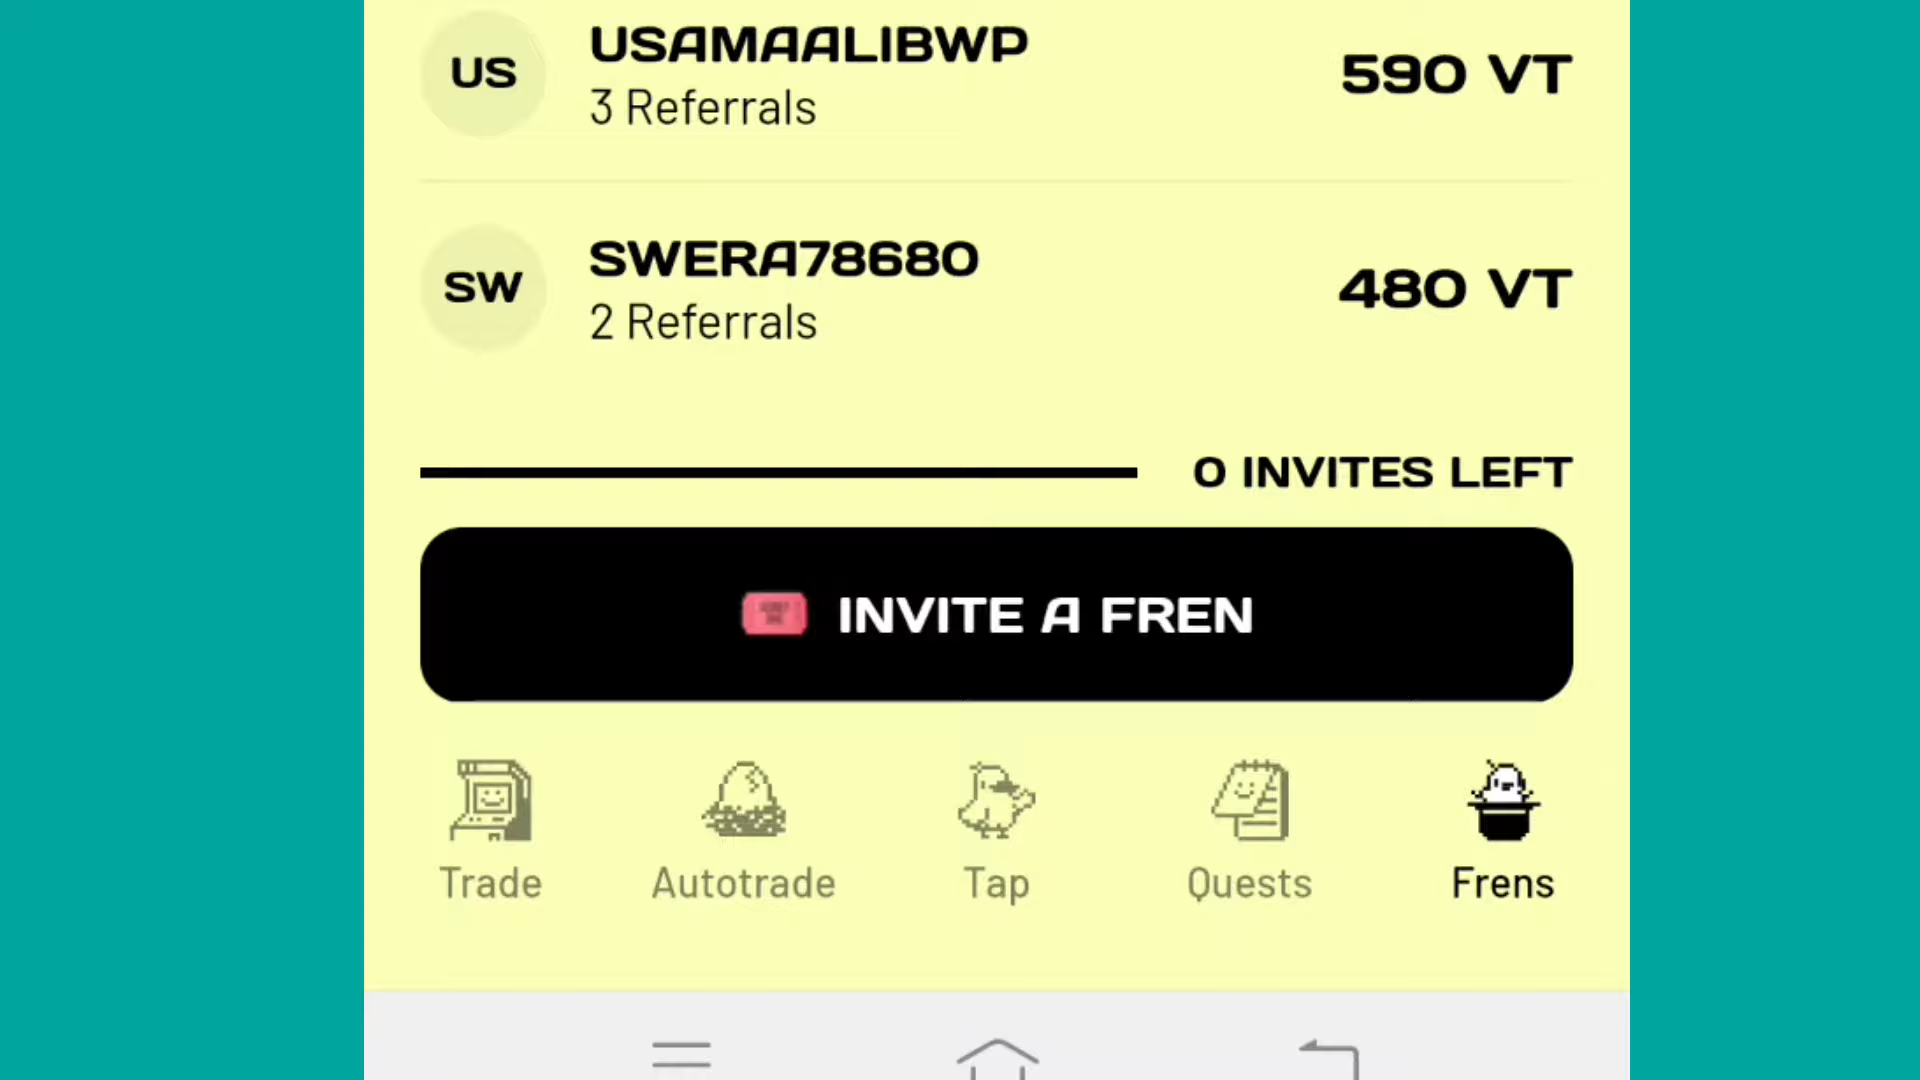 US
USAMAALIBWP
3 Referrals
590 VT
SW
SWERA78680
2 Referrals
480 VT
0 INVITES LEFT
INVITE A FREN
Trade
Autotrade
Tap
Quests
Frens